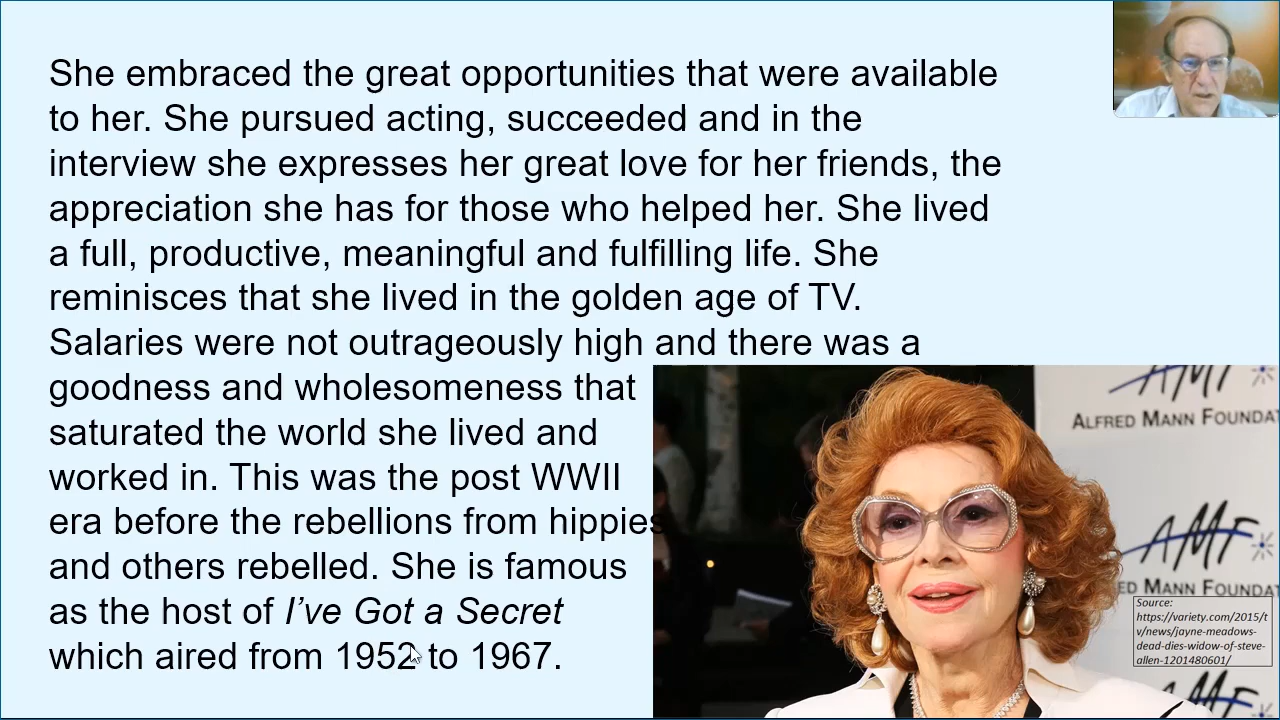 She embraced the great opportunities that were available
to her. She pursued acting, succeeded and in the
interview she expresses her great love for her friends, the
appreciation she has for those who helped her. She lived
a full, productive, meaningful and fulfilling life. She
reminisces that she lived in the golden age of TV.
Salaries were not outrageously high and there was a
goodness and wholesomeness that
saturated the world she lived and
worked in. This was the post WWII
era before the rebellions from hippies
and others rebelled. She is famous
as the host of I've Got a Secret
which aired from 1952 to 1967.
AMF
ALFRED MANN FOUNDAT
AMF
ED MANN FOUNDAT
Source:
https://variety.com/2015/t
v/news/jayne-meadows-
dead-dies-widow-of-steve-
allen-1201480601/
AMF